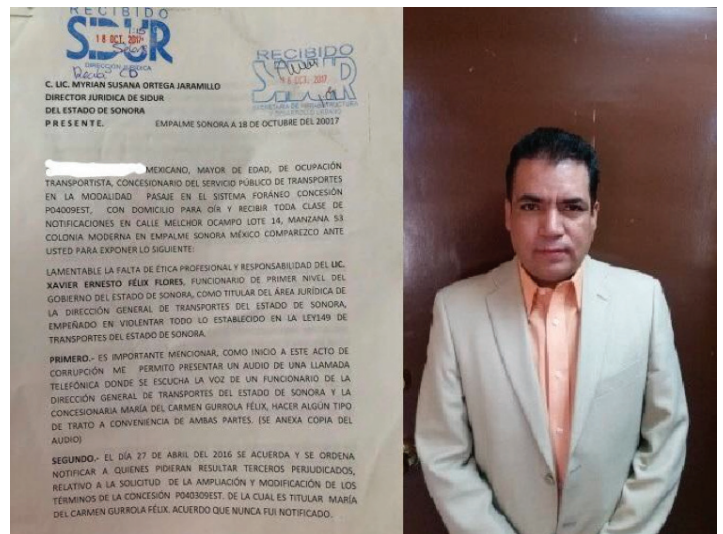 RECIBIDO
SIDUR
18 OCT. 2017
DIRECCIÓN JURÍDICA
Recibí CD
RECIBIDO
SIDUR
OCT. 2017
SECRETARÍA DE INFRAESTRUCTURA
Y DESARROLLO URBANO
C. LIC. MYRIAN SUSANA ORTEGA JARAMILLO
DIRECTOR JURIDICA DE SIDUR
DEL ESTADO DE SONORA
P R E S E N T E. EMPALME SONORA A 18 DE OCTUBRE DEL 20017
MEXICANO, MAYOR DE EDAD, DE OCUPACIÓN
TRANSPORTISTA, CONCESIONARIO DEL SERVICIO PÚBLICO DE TRANSPORTES
EN LA MODALIDAD PASAJE EN EL SISTEMA FORÁNEO CONCESIÓN
P04009EST, CON DOMICILIO PARA OÍR Y RECIBIR TODA CLASE DE
NOTIFICACIONES EN CALLE MELCHOR OCAMPO LOTE 14, MANZANA 53
COLONIA MODERNA EN EMPALME SONORA MÉXICO COMPAREZCO ANTE
USTED PARA EXPONER LO SIGUIENTE:
LAMENTABLE LA FALTA DE ÉTICA PROFESIONAL Y RESPONSABILIDAD DEL LIC.
XAVIER ERNESTO FÉLIX FLORES, FUNCIONARIO DE PRIMER NIVEL DEL
GOBIERNO DEL ESTADO DE SONORA, COMO TITULAR DEL ÁREA JURÍDICA DE
LA DIRECCIÓN GENERAL DE TRANSPORTES DEL ESTADO DE SONORA,
EMPEÑADO EN VIOLENTAR TODO LO ESTABLECIDO EN LA LEY149 DE
TRANSPORTES DEL ESTADO DE SONORA.
PRIMERO.- ES IMPORTANTE MENCIONAR, COMO INICIO A ESTE ACTO DE
CORRUPCIÓN ME PERMITO PRESENTAR UN AUDIO DE UNA LLAMADA
TELEFÓNICA DONDE SE ESCUCHA LA VOZ DE UN FUNCIONARIO DE LA
DIRECCIÓN GENERAL DE TRANSPORTES DEL ESTADO DE SONORA Y LA
CONCESIONARIA MARÍA DEL CARMEN GURROLA FÉLIX, HACER ALGÚN TIPO
DE TRATO A CONVENIENCIA DE AMBAS PARTES. (SE ANEXA COPIA DEL
AUDIO)
SEGUNDO.- EL DÍA 27 DE ABRIL DEL 2016 SE ACUERDA Y SE ORDENA
NOTIFICAR A QUIENES PIDIERAN RESULTAR TERCEROS PERJUDICADOS,
RELATIVO A LA SOLICITUD DE LA AMPLIACIÓN Y MODIFICACIÓN DE LOS
TÉRMINOS DE LA CONCESIÓN P040309EST. DE LA CUAL ES TITULAR MARÍA
DEL CARMEN GURROLA FÉLIX. ACUERDO QUE NUNCA FUI NOTIFICADO.